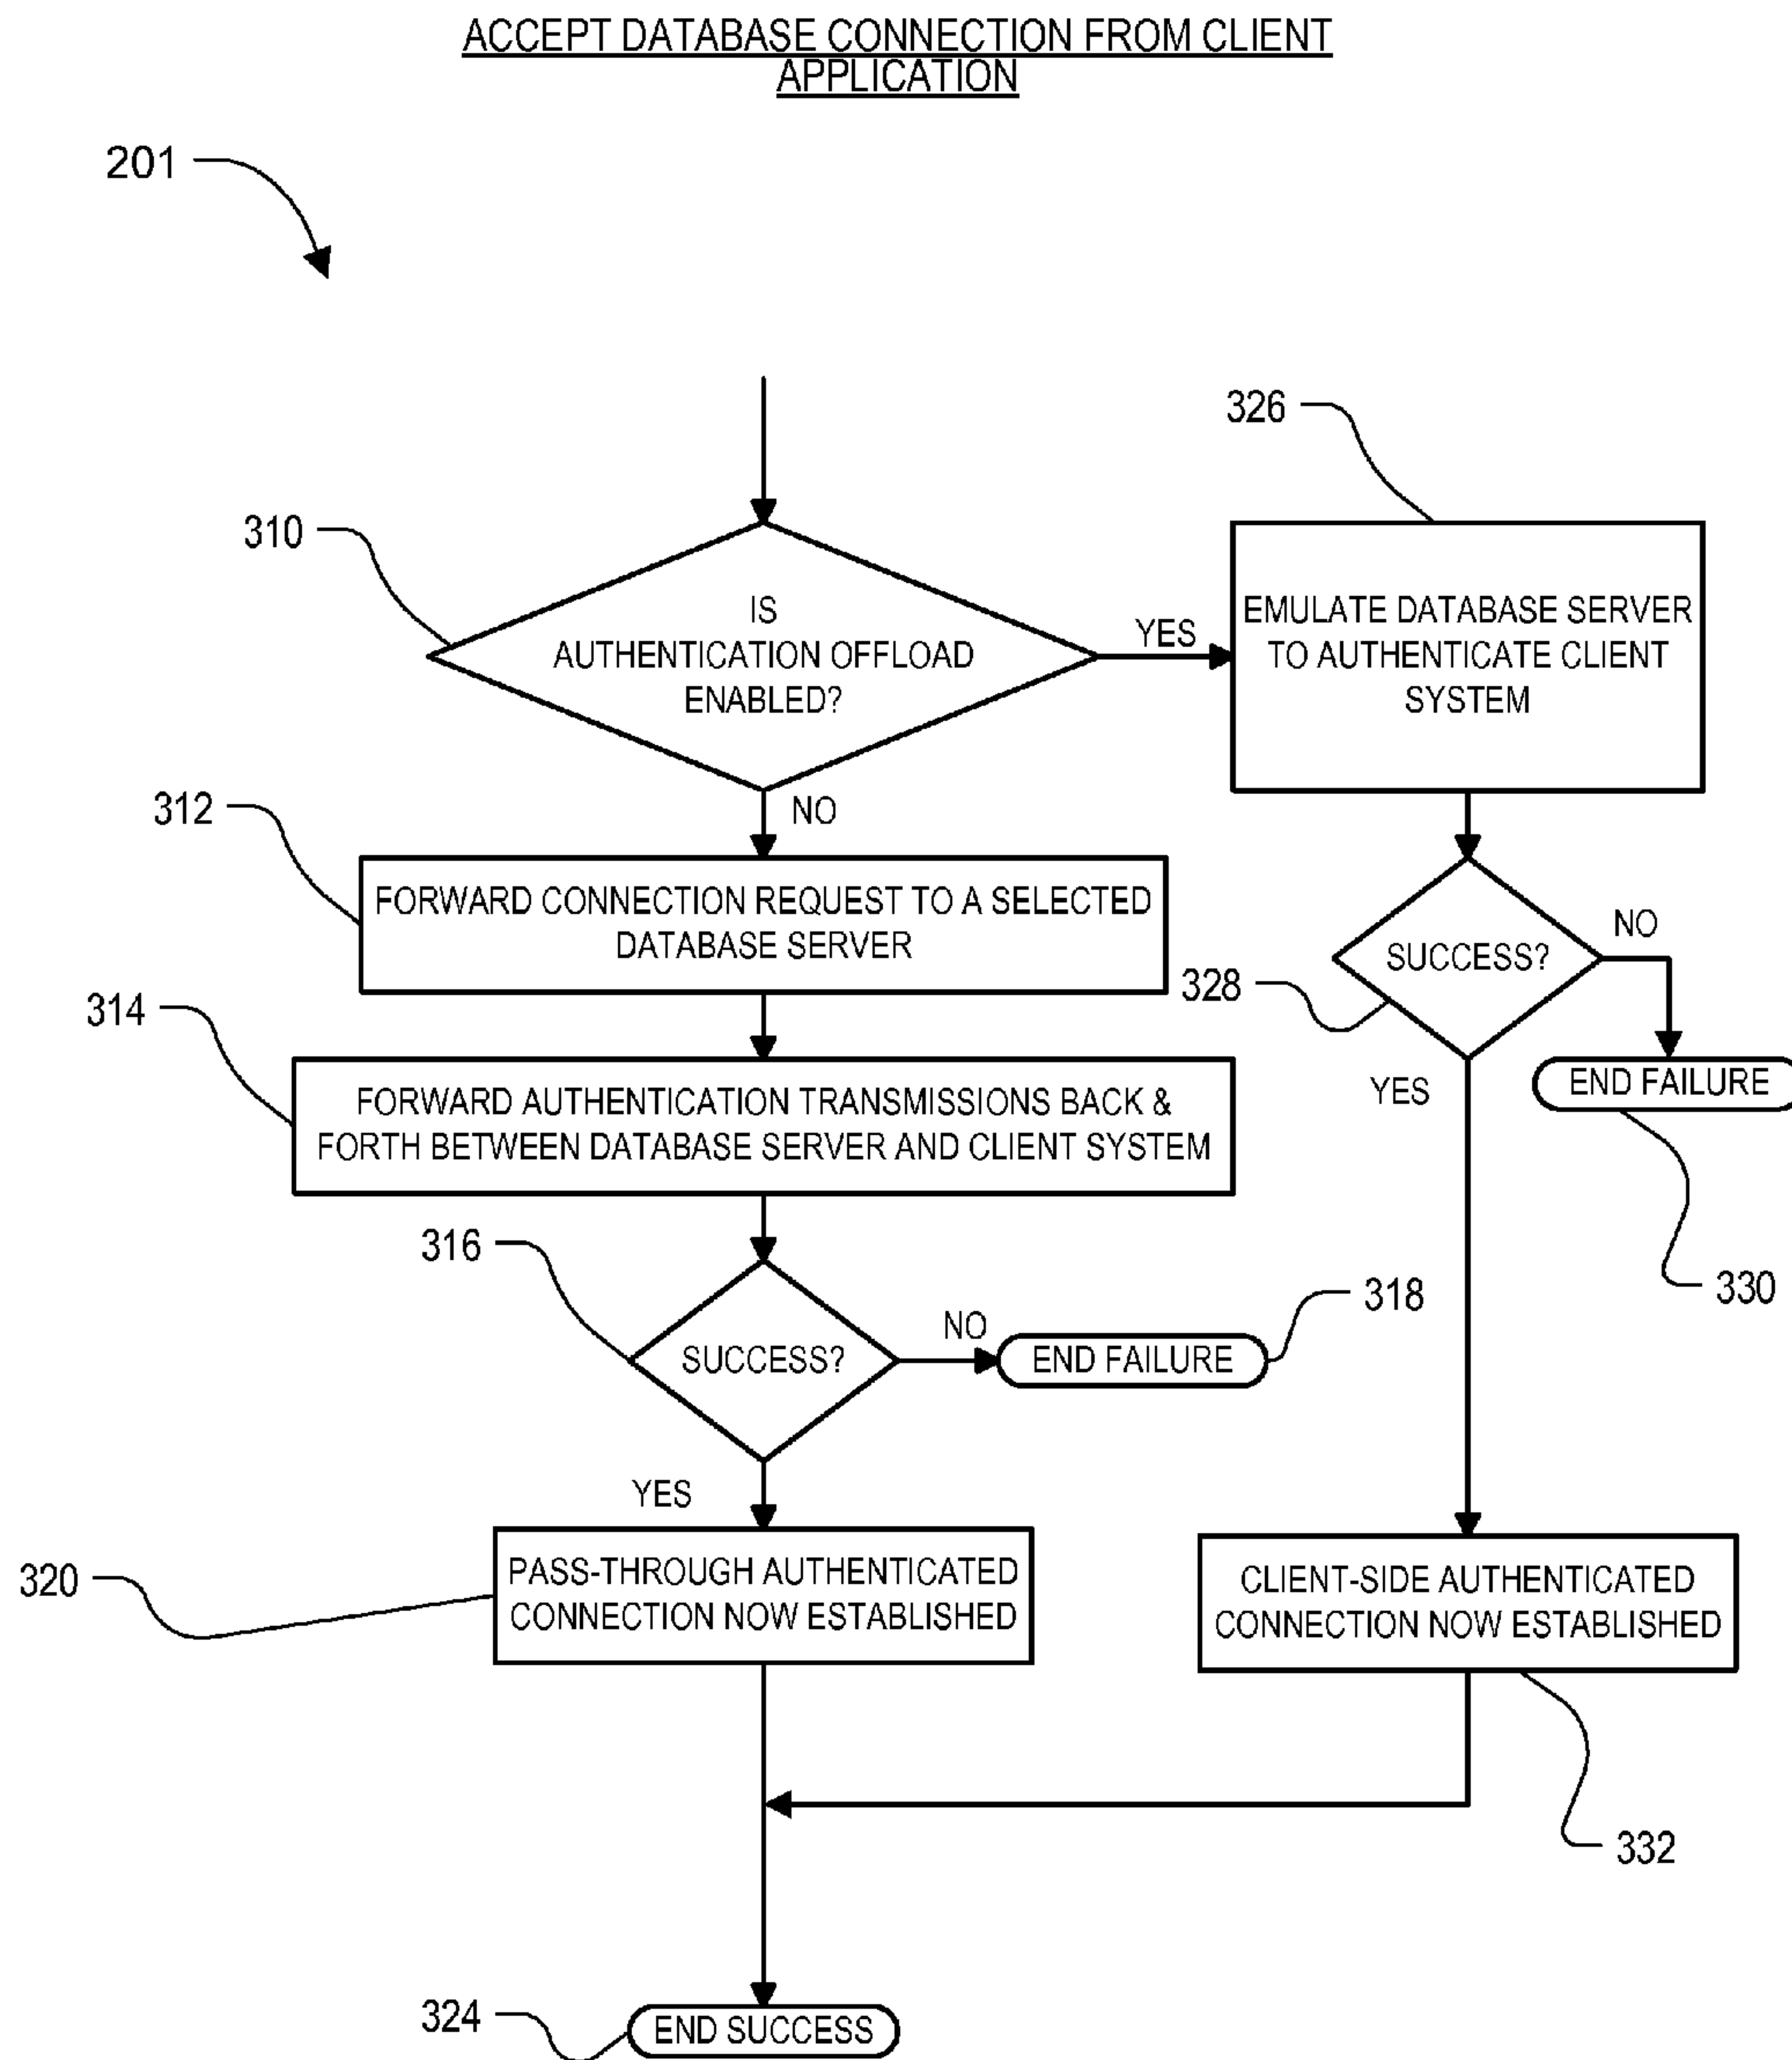 ACCEPT DATABASE CONNECTION FROM CLIENT
APPLICATION
201
326
310
IS
AUTHENTICATION OFFLOAD
ENABLED?
YES
EMULATE DATABASE SERVER
TO AUTHENTICATE CLIENT
SYSTEM
NO
312
FORWARD CONNECTION REQUEST TO A SELECTED
DATABASE SERVER
SUCCESS?
NO
328
314
FORWARD AUTHENTICATION TRANSMISSIONS BACK &
FORTH BETWEEN DATABASE SERVER AND CLIENT SYSTEM
YES
END FAILURE
330
316
SUCCESS?
NO
END FAILURE
318
YES
320
PASS-THROUGH AUTHENTICATED
CONNECTION NOW ESTABLISHED
CLIENT-SIDE AUTHENTICATED
CONNECTION NOW ESTABLISHED
332
324
END SUCCESS